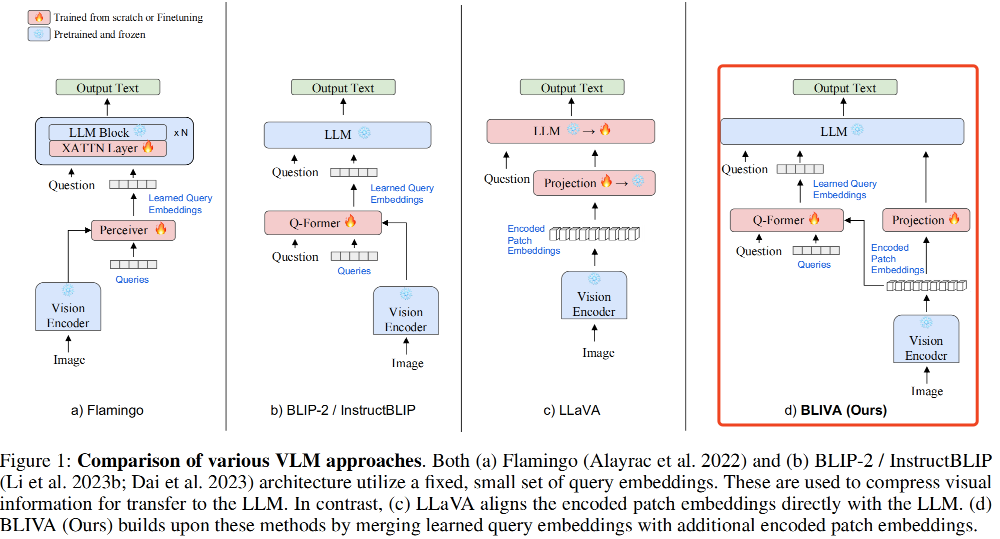 Trained from scratch or Finetuning
Pretrained and frozen
Output Text
LLM Block
x N
XATTN Layer
Question
Learned Query
Embeddings
Perceiver
Queries
Vision
Encoder
Image
a) Flamingo
Output Text
LLM
Question
Learned Query
Embeddings
Q-Former
Question
Queries
Vision
Encoder
Image
b) BLIP-2 / InstructBLIP
Output Text
LLM →
Question
Projection →
Encoded
Patch
Embeddings
Vision
Encoder
Image
c) LLaVA
Output Text
LLM
Question
Learned Query
Embeddings
Q-Former
Projection
Question
Queries
Encoded
Patch
Embeddings
Vision
Encoder
Image
d) BLIVA (Ours)
Figure 1: Comparison of various VLM approaches. Both (a) Flamingo (Alayrac et al. 2022) and (b) BLIP-2 / InstructBLIP
(Li et al. 2023b; Dai et al. 2023) architecture utilize a fixed, small set of query embeddings. These are used to compress visual
information for transfer to the LLM. In contrast, (c) LLaVA aligns the encoded patch embeddings directly with the LLM. (d)
BLIVA (Ours) builds upon these methods by merging learned query embeddings with additional encoded patch embeddings.